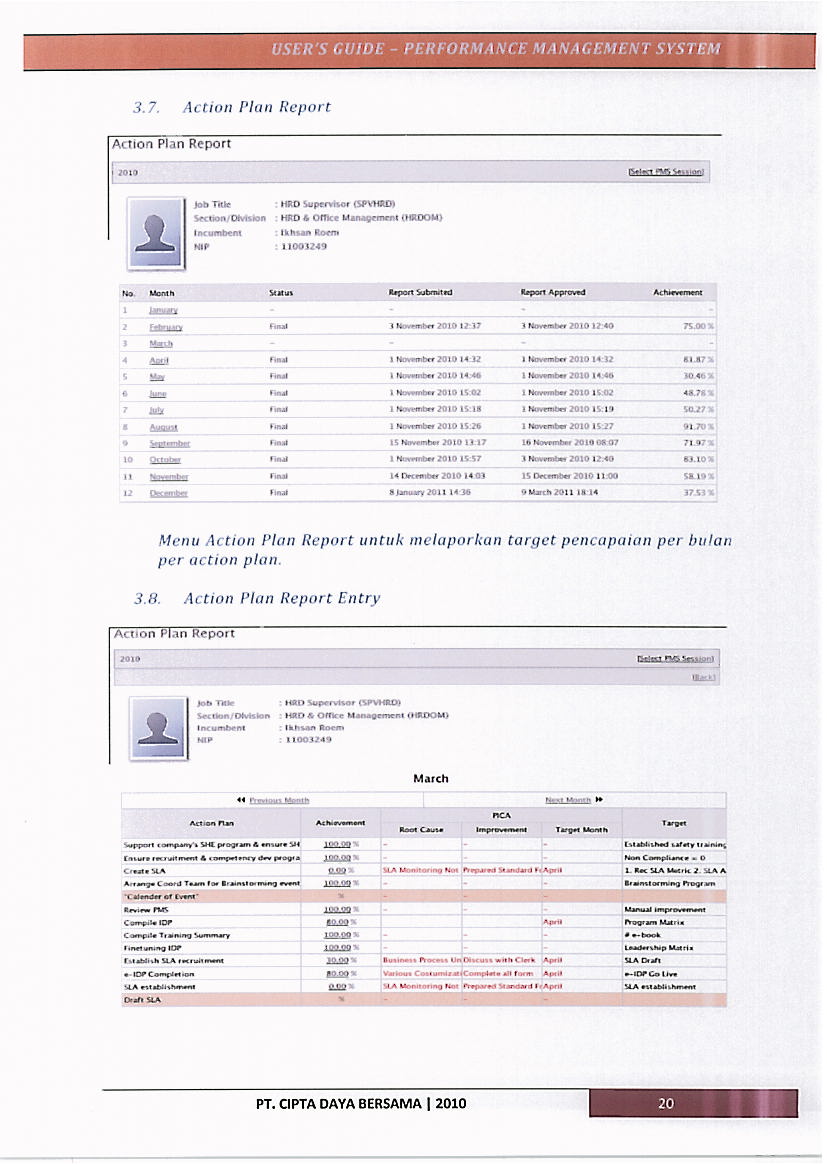 USER'S GUIDE – PERFORMANCE MANAGEMENT SYSTEM
3.7. Action Plan Report
Action Plan Report
2010 [Select PMS Session]
Job Title : HRD Supervisor (SPVHRD)
Section/Division : HRD & Office Management (HRDOM)
Incumbent : Ikhsan Roem
NIP : 11003249
No. Month Status Report Submited Report Approved Achievement
1 January – – – –
2 February Final 3 November 2010 12:37 3 November 2010 12:40 75.00 %
3 March – – – –
4 April Final 1 November 2010 14:32 1 November 2010 14:32 81.87 %
5 May Final 1 November 2010 14:46 1 November 2010 14:46 30.46 %
6 June Final 1 November 2010 15:02 1 November 2010 15:02 48.78 %
7 July Final 1 November 2010 15:18 1 November 2010 15:19 50.27 %
8 August Final 1 November 2010 15:26 1 November 2010 15:27 91.70 %
9 September Final 15 November 2010 13:17 16 November 2010 08:07 71.97 %
10 October Final 1 November 2010 15:57 3 November 2010 12:40 83.10 %
11 November Final 14 December 2010 14:03 15 December 2010 11:00 58.19 %
12 December Final 8 January 2011 14:36 9 March 2011 18:14 37.53 %
Menu Action Plan Report untuk melaporkan target pencapaian per bulan
per action plan.
3.8. Action Plan Report Entry
Action Plan Report
2010 [Select PMS Session]
[Back]
Job Title : HRD Supervisor (SPVHRD)
Section/Division : HRD & Office Management (HRDOM)
Incumbent : Ikhsan Roem
NIP : 11003249
March
Previous Month Next Month
Action Plan Achievement PICA Target
Root Cause Improvement Target Month
Support company's SHE program & ensure SH 100.00 % – – – Established safety training
Ensure recruitment & competency dev progra 100.00 % – – – Non Compliance = 0
Create SLA 0.00 % SLA Monitoring Not Prepared Standard Fo April 1. Rec SLA Metric 2. SLA A
Arrange Coord Team for Brainstorming event 100.00 % – – – Brainstorming Program
"Calender of Event" % – – –
Review PMS 100.00 % – – – Manual improvement
Compile IDP 80.00 % April Program Matrix
Compile Training Summary 100.00 % – – – # e-book
Finetuning IDP 100.00 % – – – Leadership Matrix
Establish SLA recruitment 30.00 % Business Process Un Discuss with Clerk April SLA Draft
e-IDP Completion 80.00 % Various Costumizati Complete all form April e-IDP Go Live
SLA establishment 0.00 % SLA Monitoring Not Prepared Standard Fo April SLA establishment
Draft SLA % – – –
PT. CIPTA DAYA BERSAMA | 2010 20